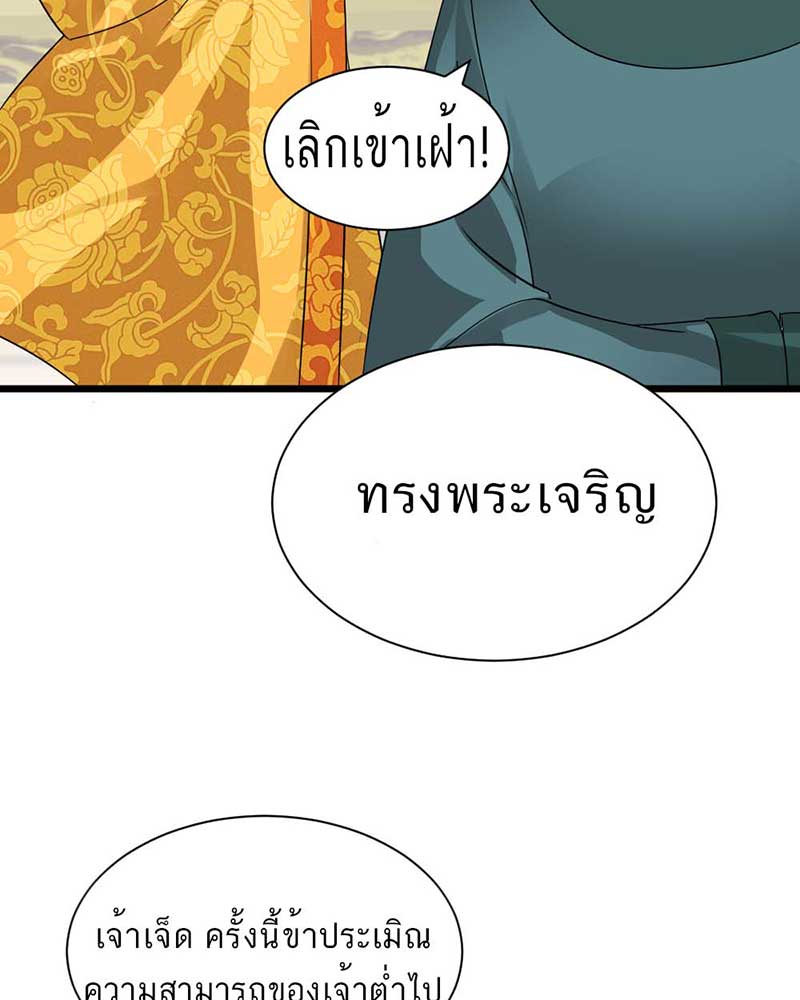 เลิกเข้าเฝ้า!
ทรงพระเจริญ
เจ้าเจ็ด ครั้งนี้ข้าประเมิณ
ความสามารถของเจ้าต่ำไป